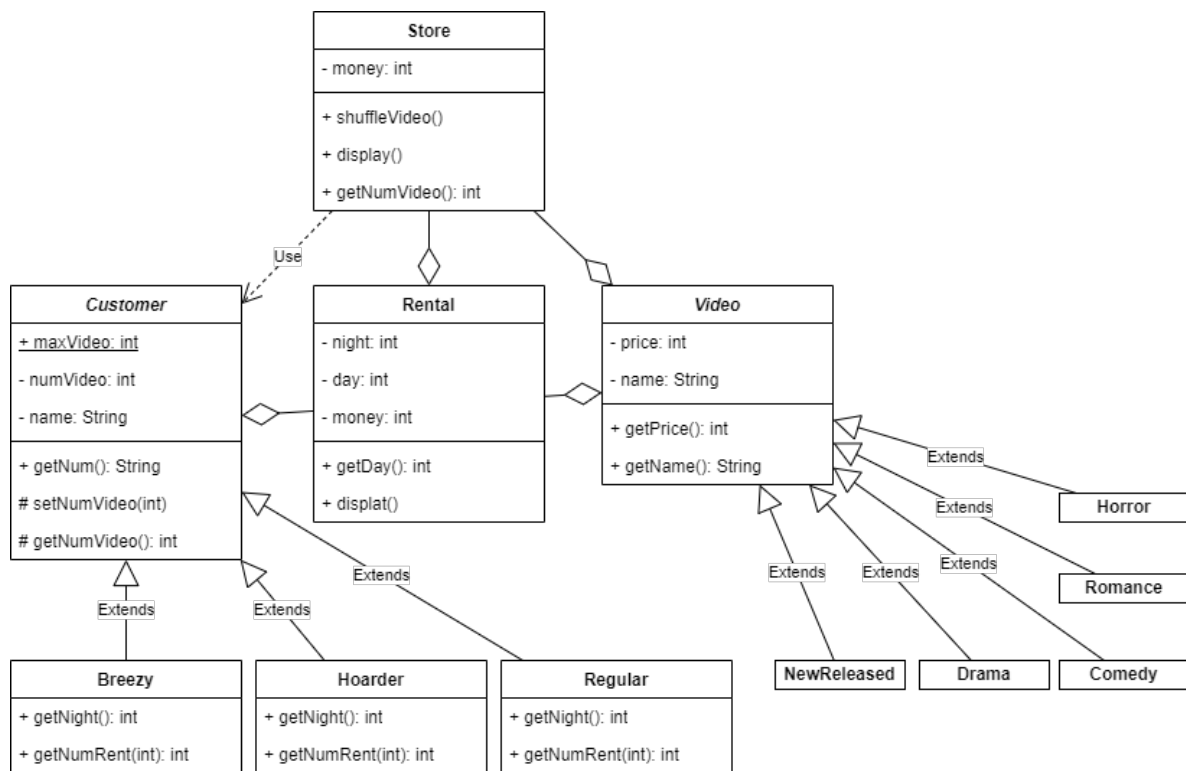 Store
- money: int
+ shuffleVideo()
+ display()
+ getNumVideo(): int
Use
Customer
+ maxVideo: int
- numVideo: int
- name: String
+ getNum(): String
# setNumVideo(int)
# getNumVideo(): int
Rental
- night: int
- day: int
- money: int
+ getDay(): int
+ displat()
Video
- price: int
- name: String
+ getPrice(): int
+ getName(): String
Extends
Horror
Extends
Romance
Extends
Comedy
Extends
Drama
Extends
NewReleased
Extends
Extends
Extends
Breezy
+ getNight(): int
+ getNumRent(int): int
Hoarder
+ getNight(): int
+ getNumRent(int): int
Regular
+ getNight(): int
+ getNumRent(int): int